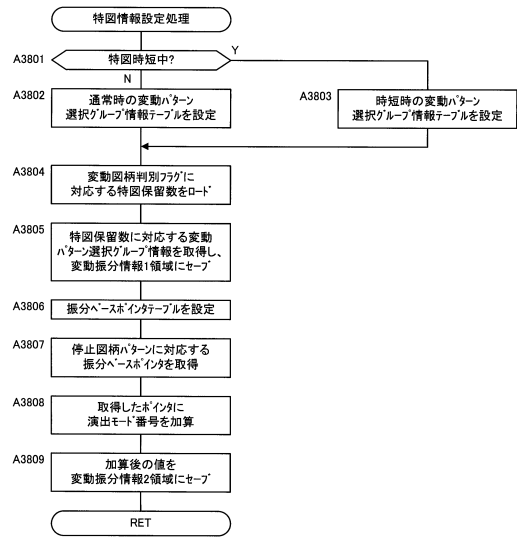 特図情報設定処理
A3801
特図時短中?
Y
N
A3802
通常時の変動パターン
選択グループ情報テーブルを設定
A3803
時短時の変動パターン
選択グループ情報テーブルを設定
A3804
変動図柄判別フラグに
対応する特図保留数をロード
A3805
特図保留数に対応する変動
パターン選択グループ情報を取得し、
変動振分情報1領域にセーブ
A3806
振分ベースポインタテーブルを設定
A3807
停止図柄パターンに対応する
振分ベースポインタを取得
A3808
取得したポインタに
演出モード番号を加算
A3809
加算後の値を
変動振分情報2領域にセーブ
RET